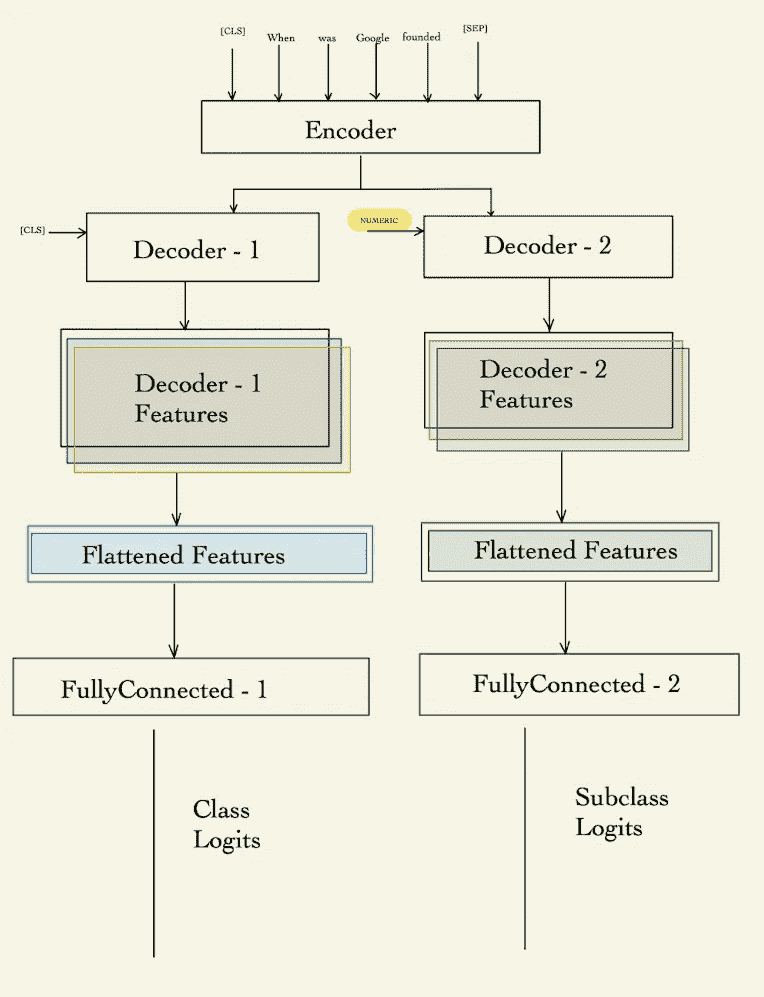 [CLS] When was Google founded [SEP]
Encoder
[CLS]
Decoder - 1
NUMERIC
Decoder - 2
Decoder - 1
Features
Decoder - 2
Features
Flattened Features
Flattened Features
FullyConnected - 1
FullyConnected - 2
Class
Logits
Subclass
Logits